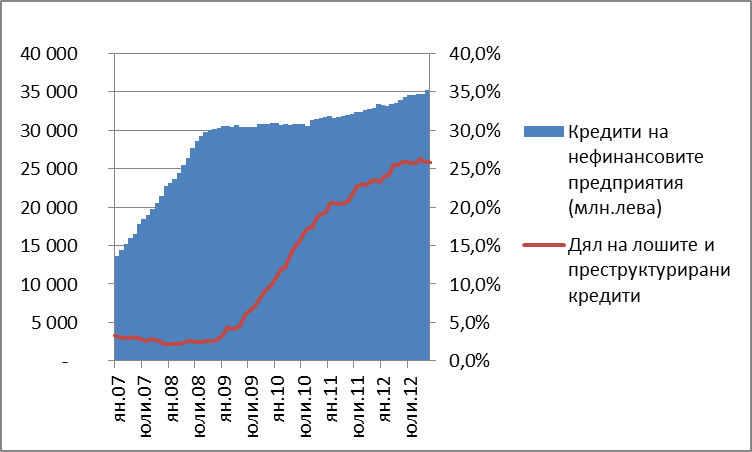 40 000
35 000
30 000
25 000
20 000
15 000
10 000
5 000
-
40,0%
35,0%
30,0%
25,0%
20,0%
15,0%
10,0%
5,0%
0,0%
ян.07
юли.07
ян.08
юли.08
ян.09
юли.09
ян.10
юли.10
ян.11
юли.11
ян.12
юли.12
Кредити на
нефинансовите
предприятия
(млн.лева)
Дял на лошите и
преструктурирани
кредити